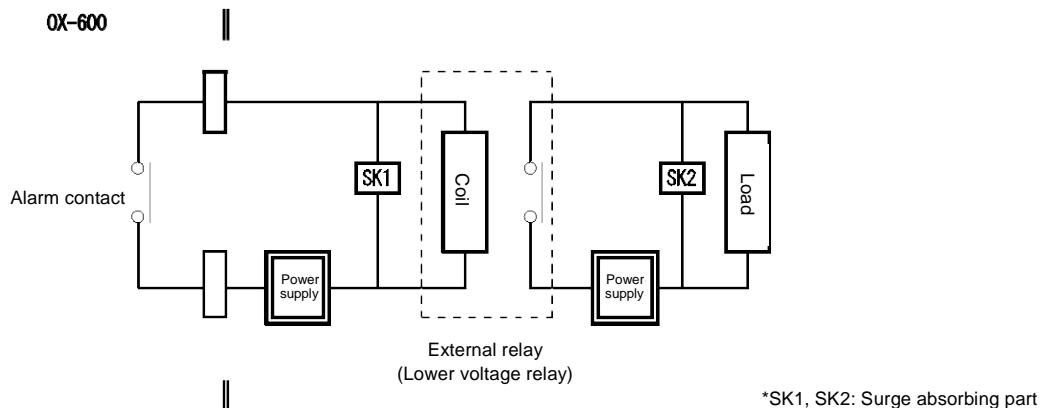 OX-600
Alarm contact
SK1
Coil
SK2
Load
Power
supply
Power
supply
External relay
(Lower voltage relay)
*SK1, SK2: Surge absorbing part